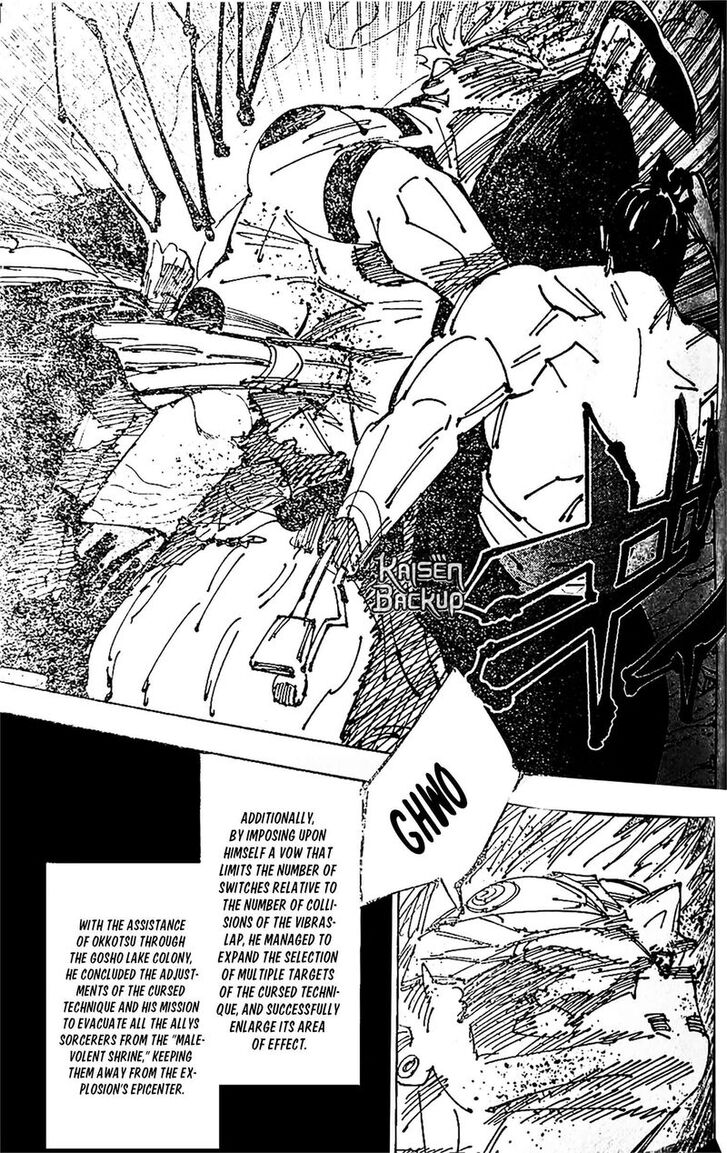 KAISEN
BACKUP
GHWO
ADDITIONALLY,
BY IMPOSING UPON
HIMSELF A VOW THAT
LIMITS THE NUMBER OF
SWITCHES RELATIVE TO
THE NUMBER OF COLLI-
SIONS OF THE VIBRAS-
LAP, HE MANAGED TO
EXPAND THE SELECTION
OF MULTIPLE TARGETS
OF THE CURSED TECHNI-
QUE, AND SUCCESSFULLY
ENLARGE ITS AREA
OF EFFECT.
WITH THE ASSISTANCE
OF OKKOTSU THROUGH
THE GOSHO LAKE COLONY,
HE CONCLUDED THE ADJUST-
MENTS OF THE CURSED
TECHNIQUE AND HIS MISSION
TO EVACUATE ALL THE ALLYS
SORCERERS FROM THE "MALE-
VOLENT SHRINE," KEEPING
THEM AWAY FROM THE EX-
PLOSION'S EPICENTER.